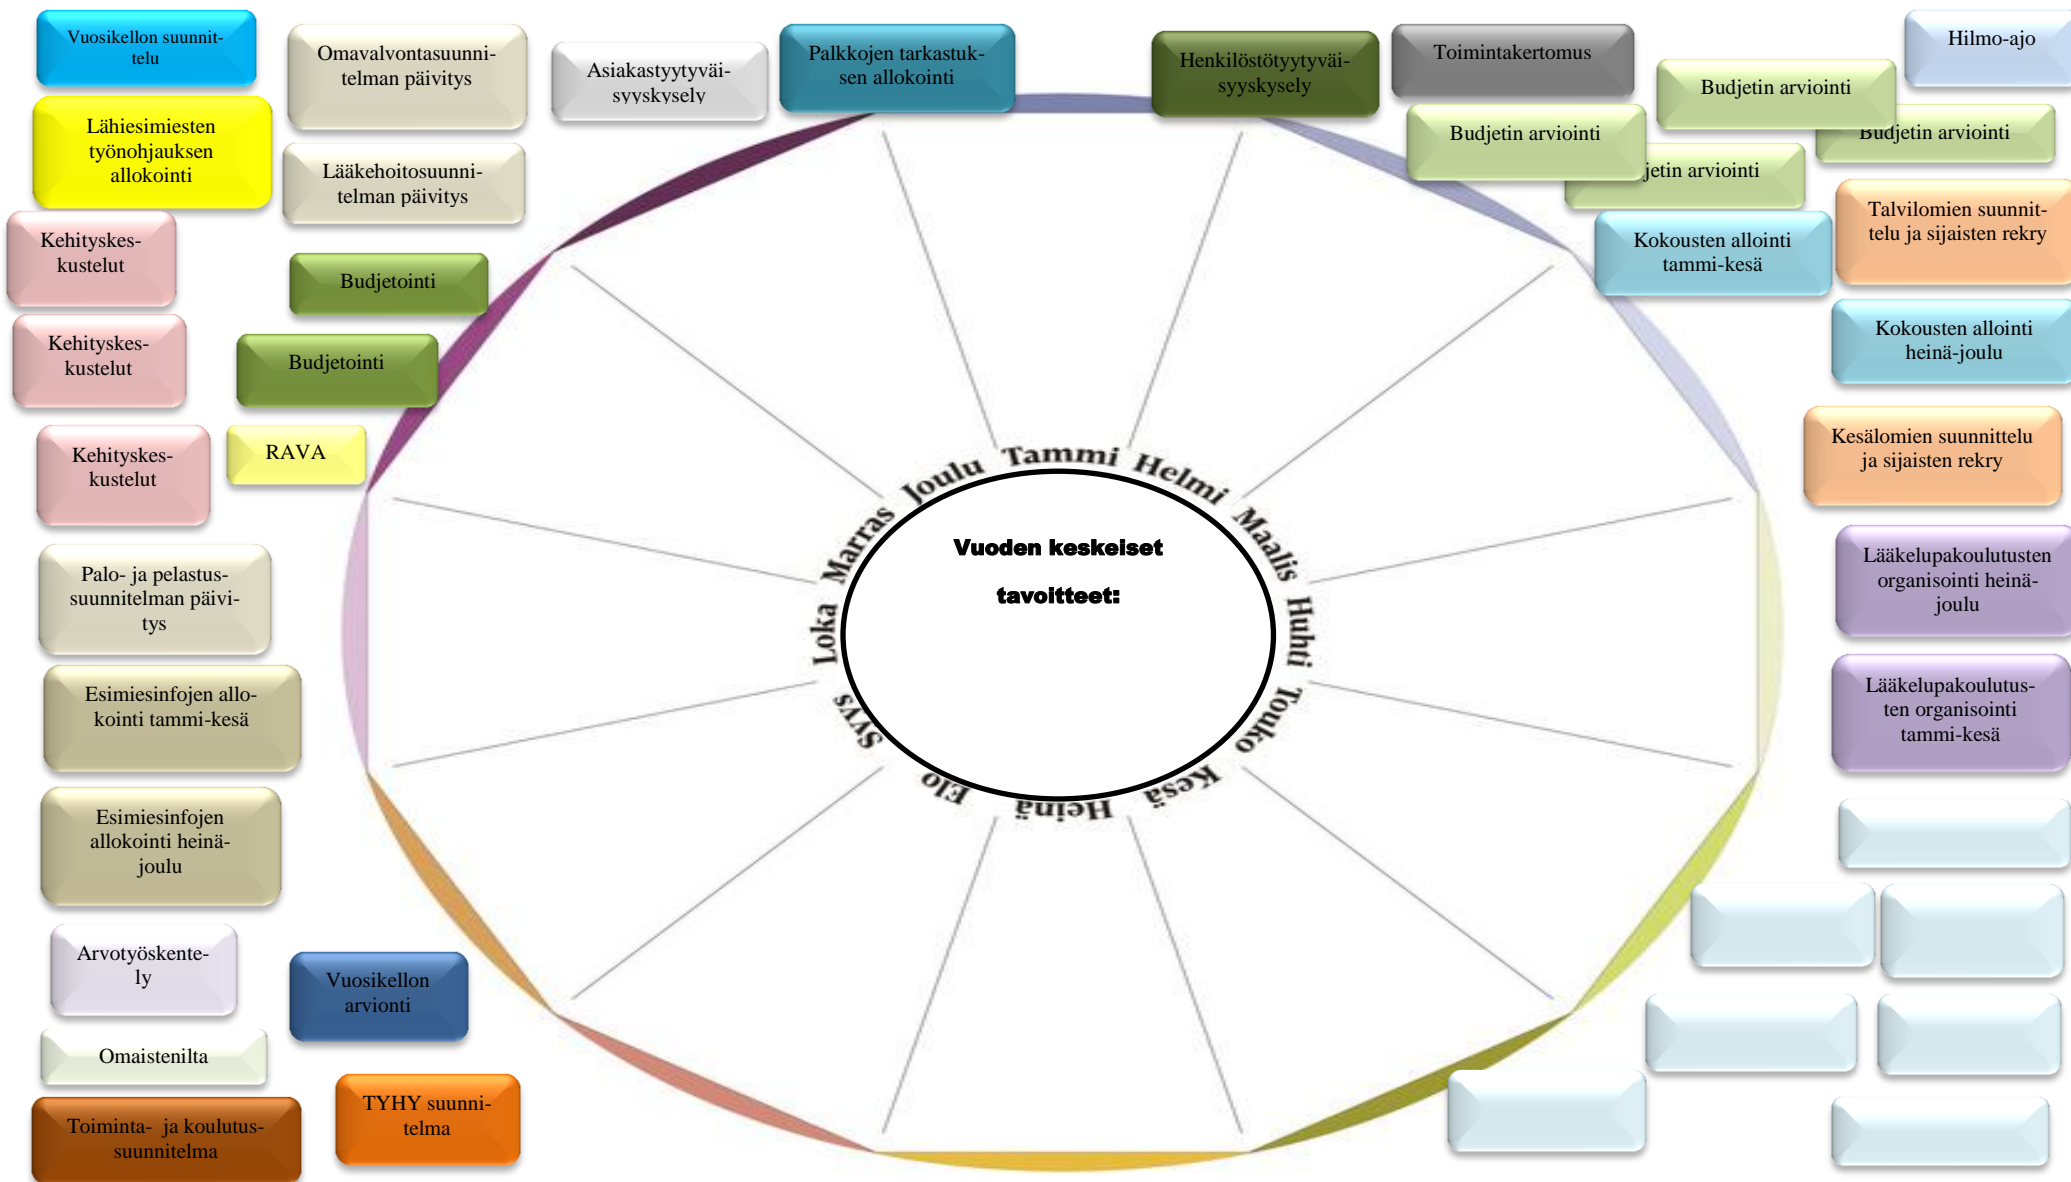 Vuosikellon suunnit-
telu
Omavalvontasuunni-
telman päivitys
Asiakastyytyväi-
syyskysely
Palkkojen tarkastuk-
sen allokointi
Henkilöstötyytyväi-
syyskysely
Toimintakertomus
Hilmo-ajo
Budjetin arviointi
Budjetin arviointi
Budjetin arviointi
jetin arviointi
Lähiesimiesten
työnohjauksen
allokointi
Lääkehoitosuunni-
telman päivitys
Talvilomien suunnit-
telu ja sijaisten rekry
Kokousten allointi
tammi-kesä
Kehityskes-
kustelut
Budjetointi
Kokousten allointi
heinä-joulu
Kehityskes-
kustelut
Budjetointi
Kesälomien suunnittelu
ja sijaisten rekry
Kehityskes-
kustelut
RAVA
Tammi
Helmi
Maalis
Huhti
Touko
Kesä
Heinä
Elo
Syys
Loka
Marras
Joulu
Vuoden keskeiset
tavoitteet:
Lääkelupakoulutusten
organisointi heinä-
joulu
Palo- ja pelastus-
suunnitelman päivi-
tys
Lääkelupakoulutus-
ten organisointi
tammi-kesä
Esimiesinfojen allo-
kointi tammi-kesä
Esimiesinfojen
allokointi heinä-
joulu
Arvotyöskente-
ly
Vuosikellon
arvionti
Omaistenilta
TYHY suunni-
telma
Toiminta- ja koulutus-
suunnitelma